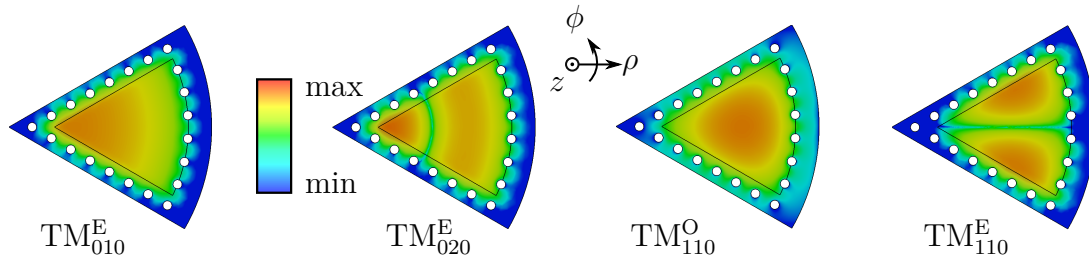 ϕ
ρ
z
max
min
TM^E_010
TM^E_020
TM^O_110
TM^E_110